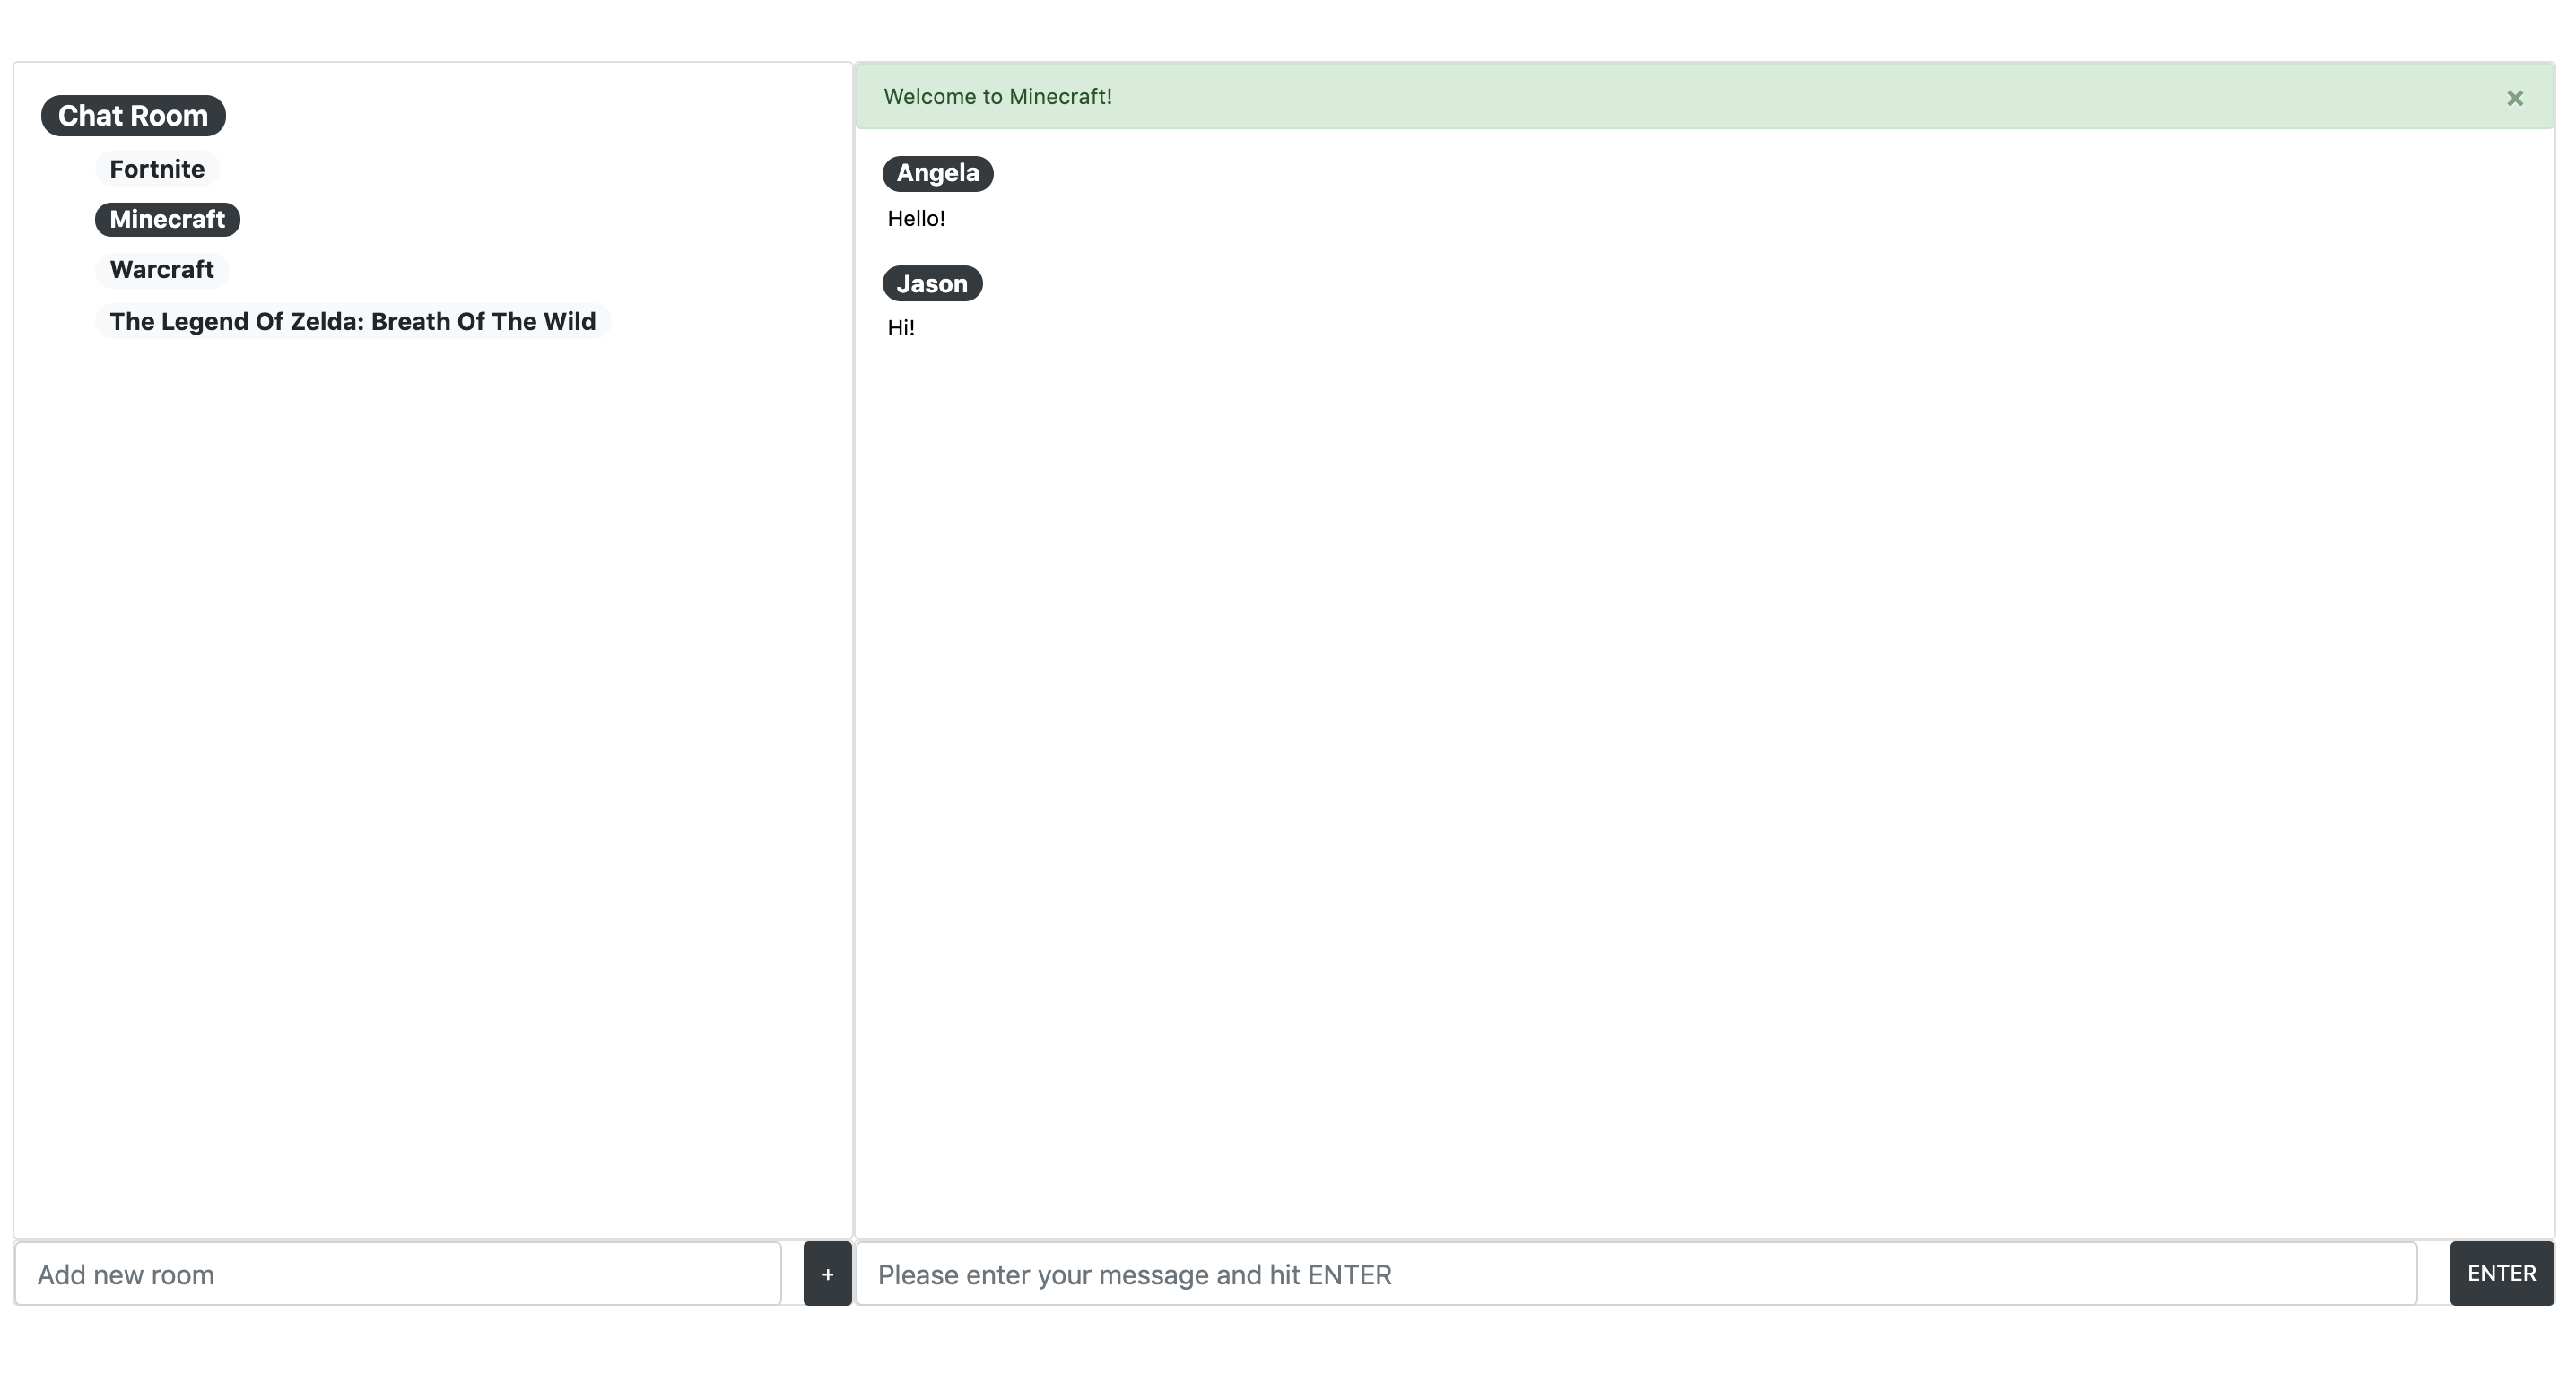 Chat Room
Fortnite
Minecraft
Warcraft
The Legend Of Zelda: Breath Of The Wild
Add new room
+
Welcome to Minecraft!
×
Angela
Hello!
Jason
Hi!
Please enter your message and hit ENTER
ENTER